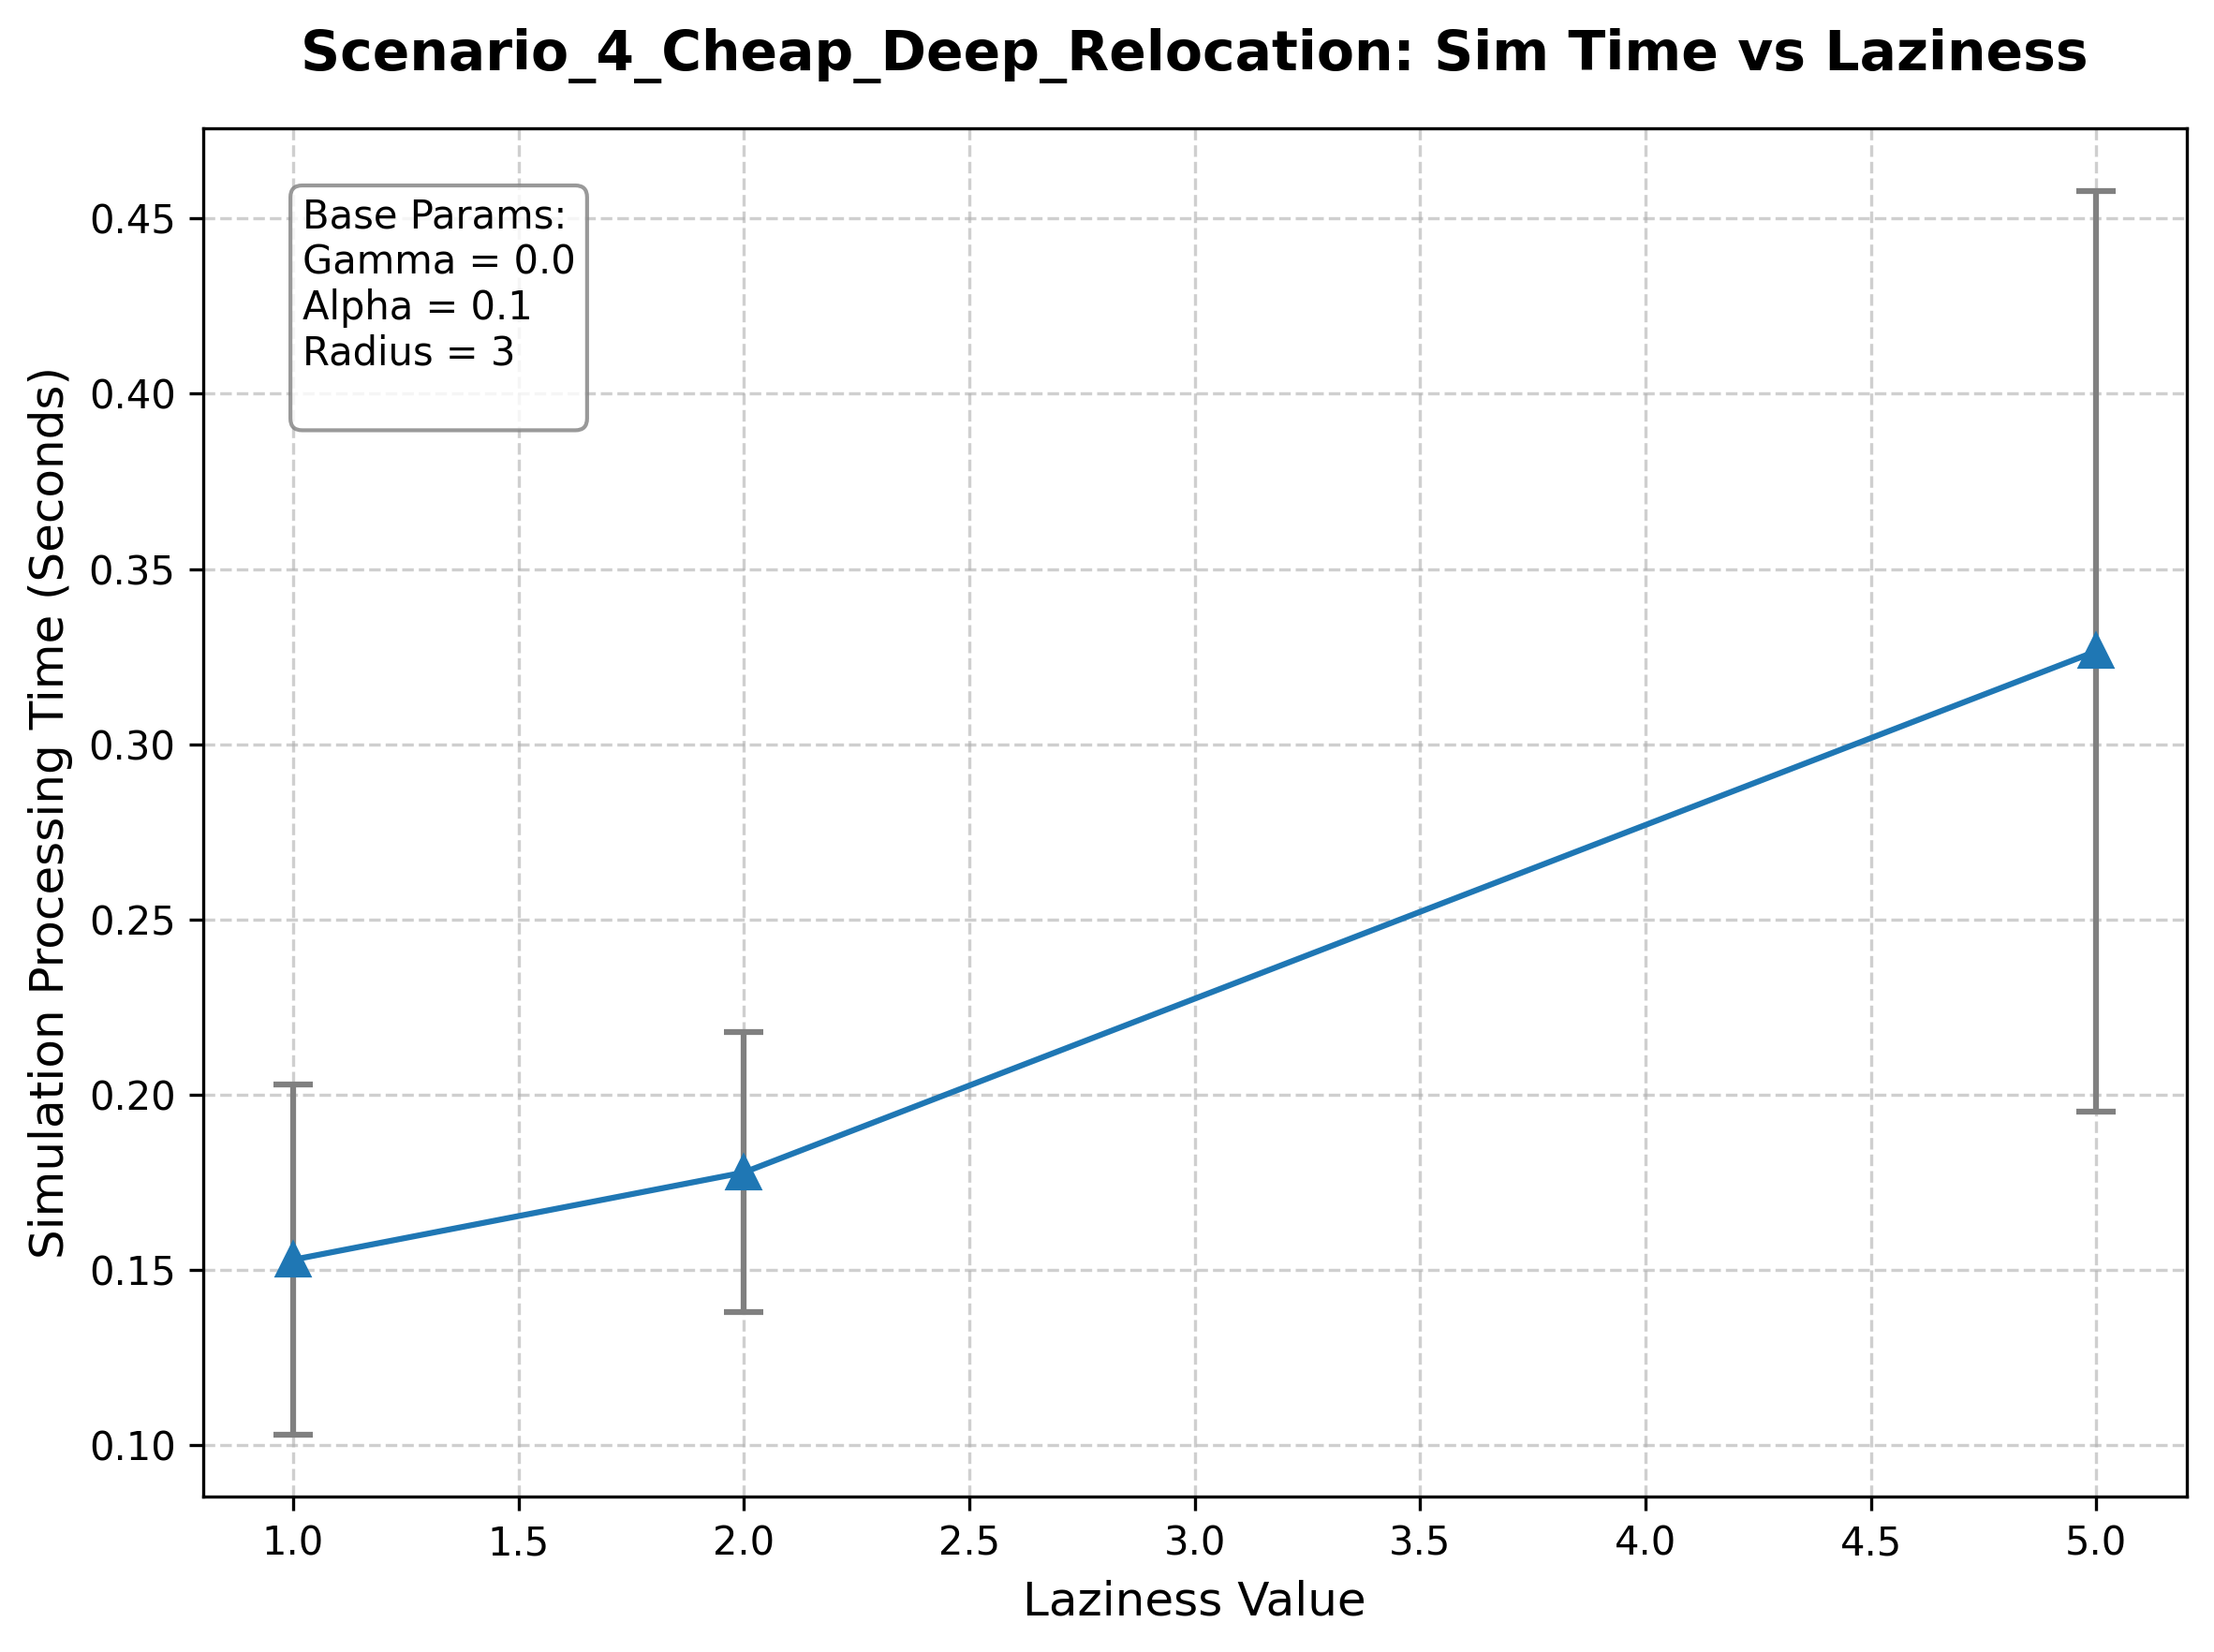 Scenario_4_Cheap_Deep_Relocation: Sim Time vs Laziness
Base Params:
Gamma = 0.0
Alpha = 0.1
Radius = 3
Simulation Processing Time (Seconds)
0.45
0.40
0.35
0.30
0.25
0.20
0.15
0.10
1.0 1.5 2.0 2.5 3.0 3.5 4.0 4.5 5.0
Laziness Value